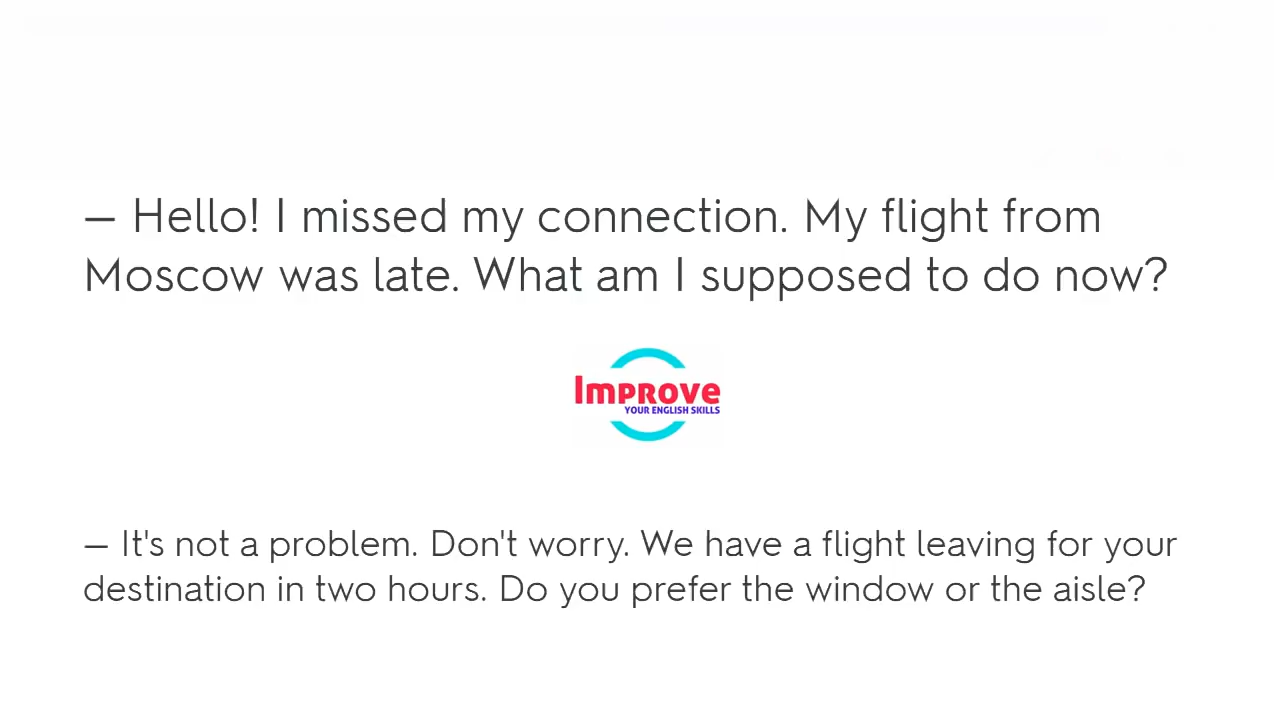 — Hello! I missed my connection. My flight from
Moscow was late. What am I supposed to do now?
Improve
YOUR ENGLISH SKILLS
— It's not a problem. Don't worry. We have a flight leaving for your
destination in two hours. Do you prefer the window or the aisle?